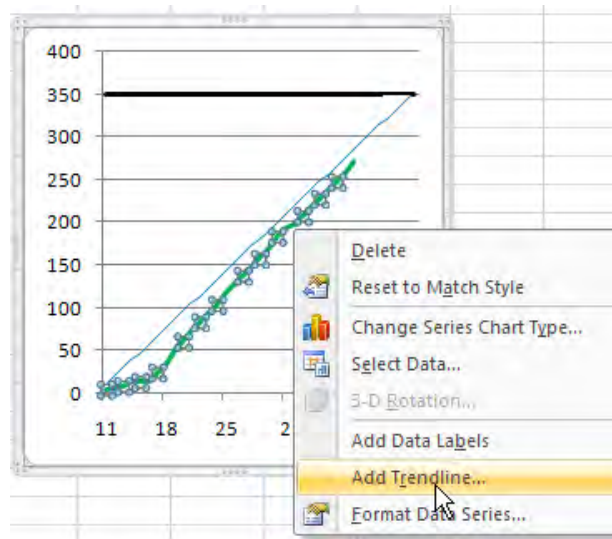 400
350
300
250
200
150
100
50
0
11 18 25 2
Delete
Reset to Match Style
Change Series Chart Type...
Select Data...
3-D Rotation...
Add Data Labels
Add Trendline...
Format Data Series...